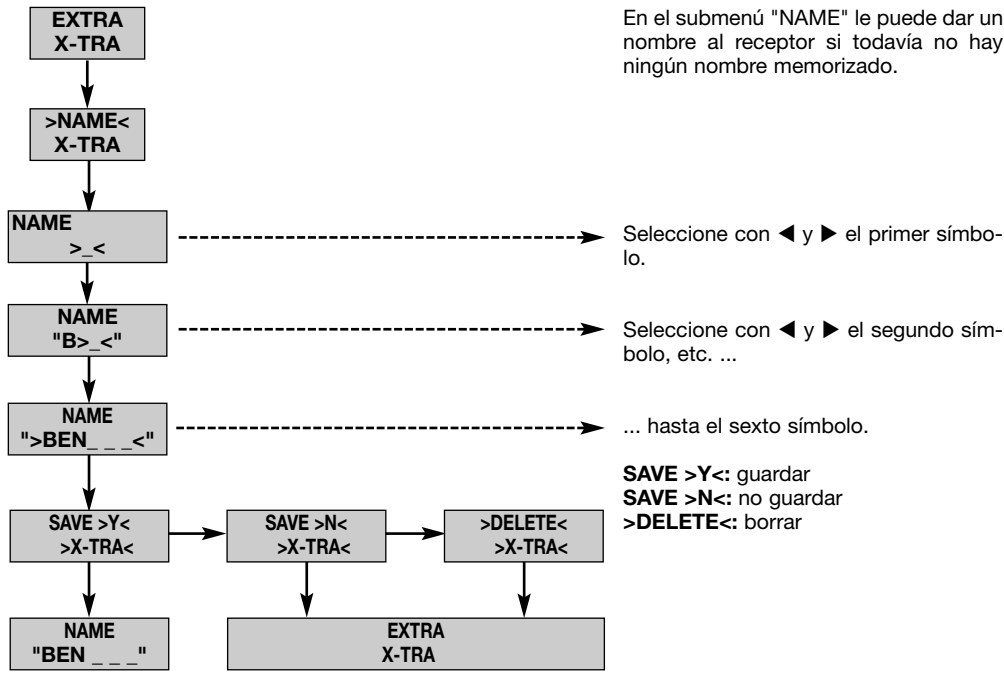 EXTRA
X-TRA
En el submenú "NAME" le puede dar un
nombre al receptor si todavía no hay
ningún nombre memorizado.
>NAME<
X-TRA
NAME
>_<
Seleccione con ◀ y ▶ el primer símbo-
lo.
NAME
"B>_<"
Seleccione con ◀ y ▶ el segundo sím-
bolo, etc. ...
NAME
">BEN_ _ _<"
... hasta el sexto símbolo.
SAVE >Y<: guardar
SAVE >N<: no guardar
>DELETE<: borrar
SAVE >Y<
>X-TRA<
SAVE >N<
>X-TRA<
>DELETE<
>X-TRA<
NAME
"BEN _ _ _"
EXTRA
X-TRA